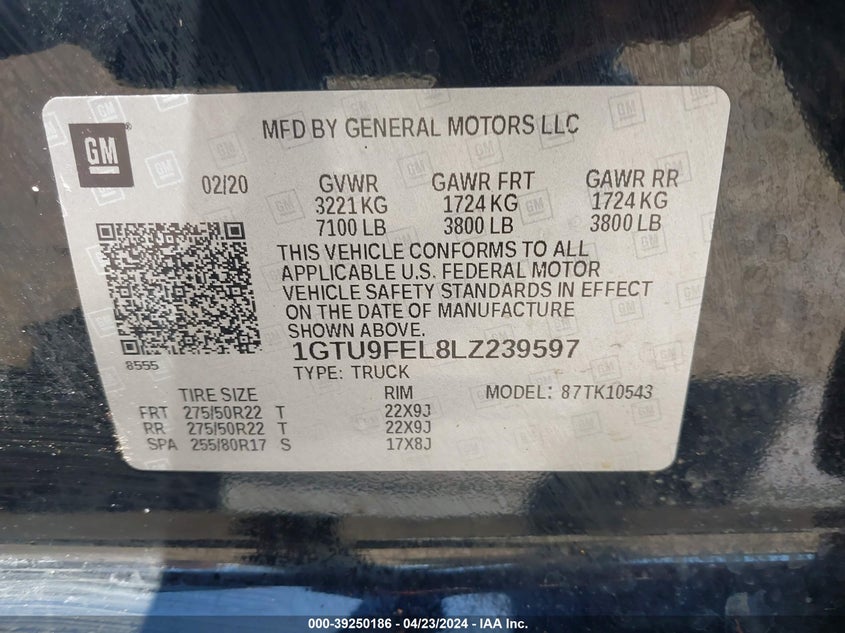 GM
MFD BY GENERAL MOTORS LLC
02/20 GVWR GAWR FRT GAWR RR
3221 KG 1724 KG 1724 KG
7100 LB 3800 LB 3800 LB
THIS VEHICLE CONFORMS TO ALL
APPLICABLE U.S. FEDERAL MOTOR
VEHICLE SAFETY STANDARDS IN EFFECT
ON THE DATE OF MANUFACTURE
SHOWN ABOVE.
8555
1GTU9FEL8LZ239597
TYPE: TRUCK
TIRE SIZE RIM MODEL: 87TK10543
FRT 275/50R22 T 22X9J
RR 275/50R22 T 22X9J
SPA 255/80R17 S 17X8J
000-39250186 - 04/23/2024 - IAA Inc.